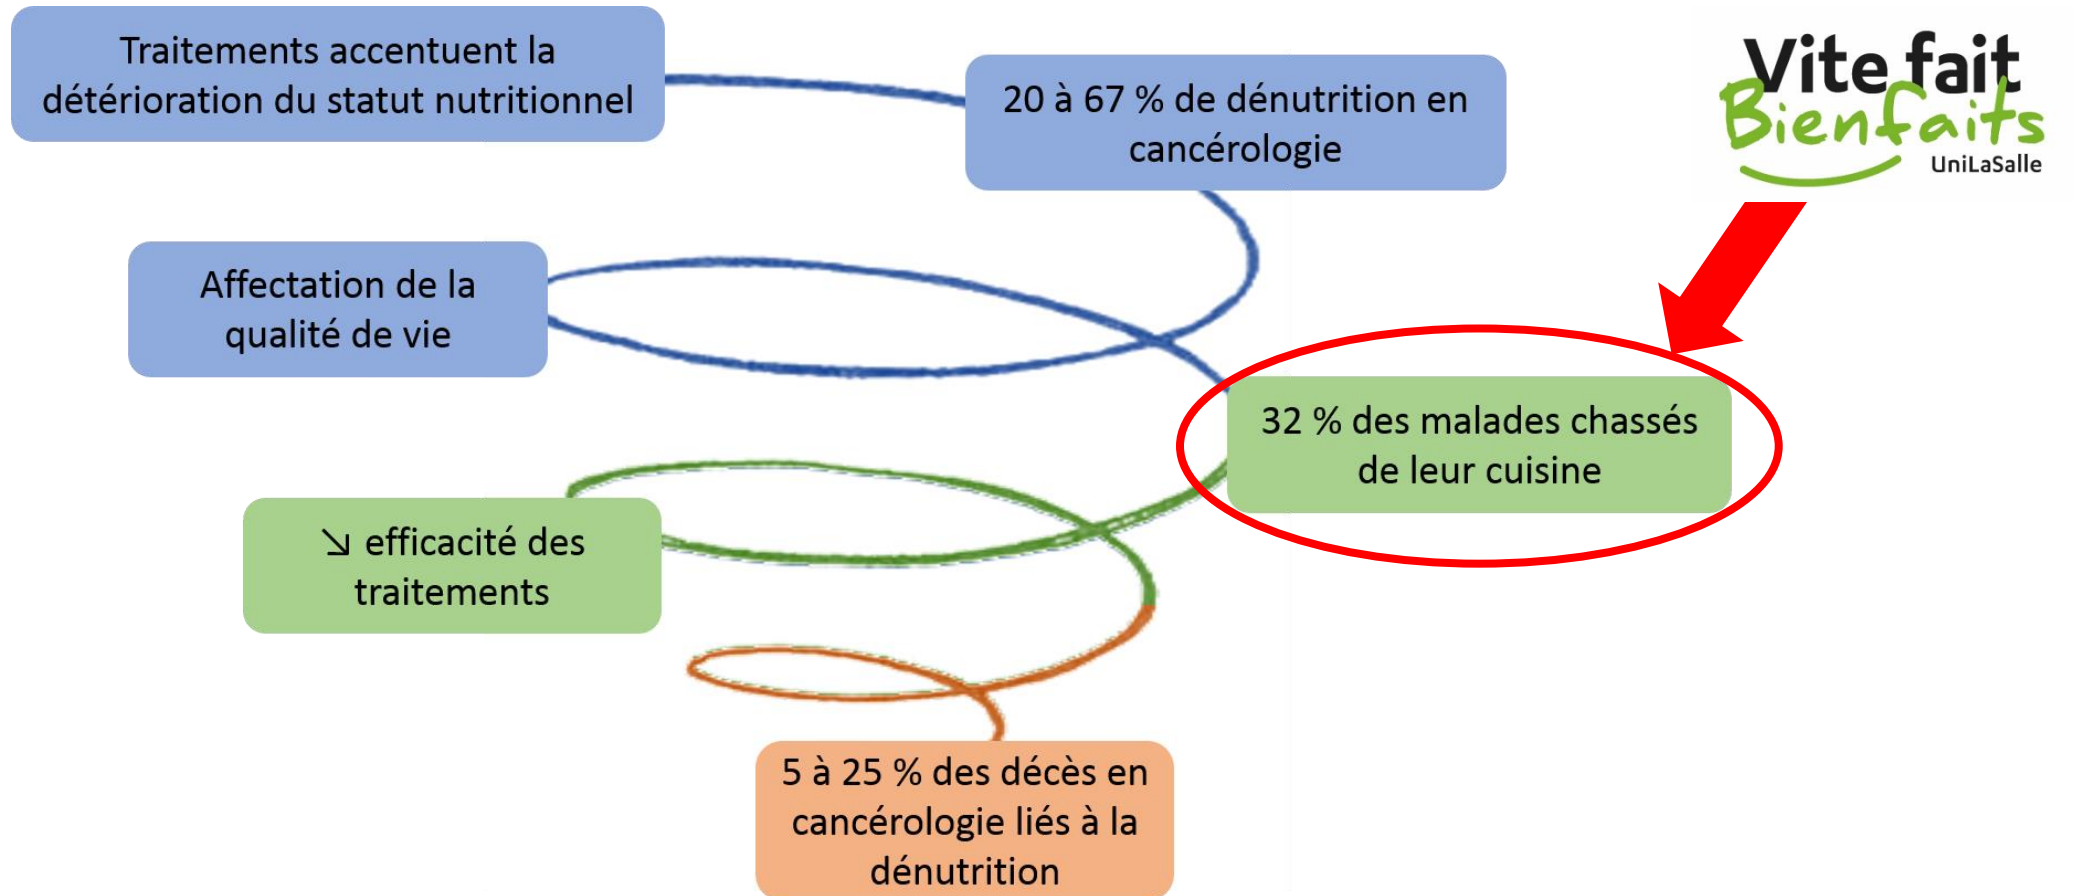 Traitements accentuent la
détérioration du statut nutritionnel
20 à 67 % de dénutrition en
cancérologie
Vite fait
Bienfaits
UniLaSalle
Affectation de la
qualité de vie
32 % des malades chassés
de leur cuisine
↘ efficacité des
traitements
5 à 25 % des décès en
cancérologie liés à la
dénutrition